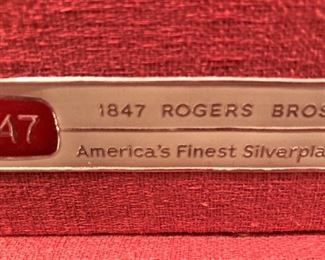 47
1847 ROGERS BROS
America's Finest Silverpla